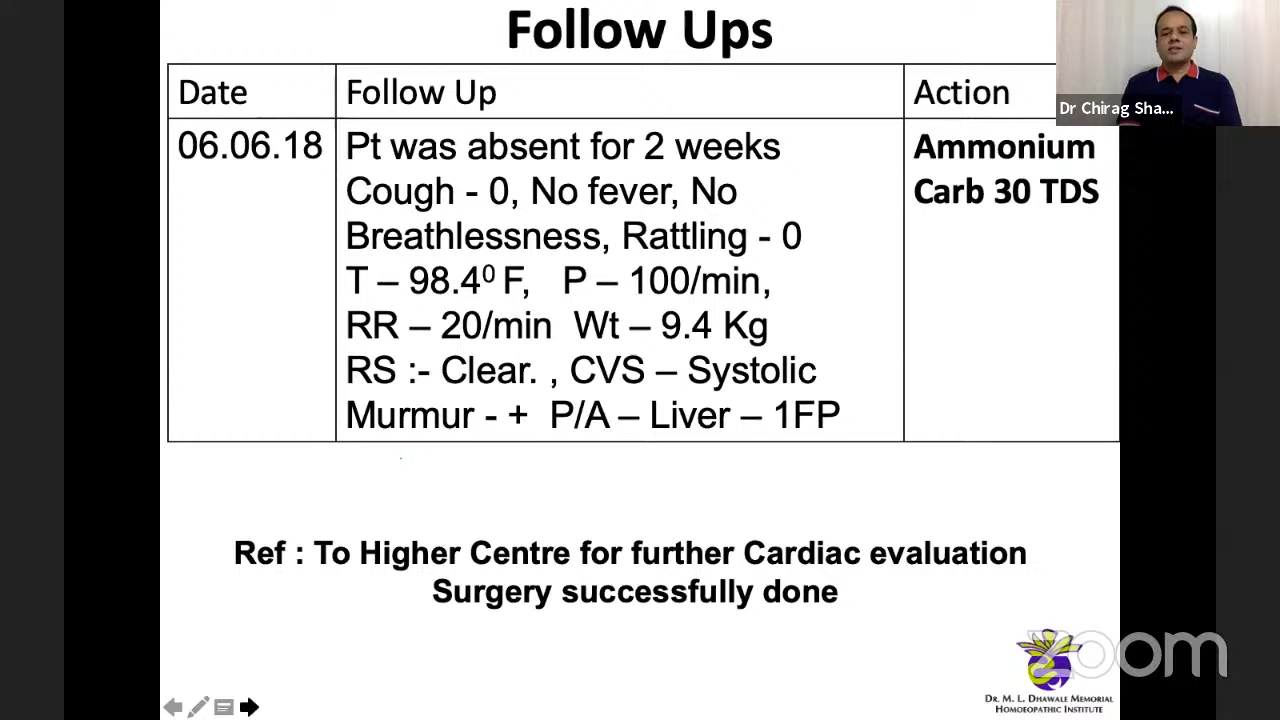 Follow Ups
Date Follow Up Action
06.06.18 Pt was absent for 2 weeks Ammonium
Cough - 0, No fever, No Carb 30 TDS
Breathlessness, Rattling - 0
T – 98.4⁰ F, P – 100/min,
RR – 20/min Wt – 9.4 Kg
RS :- Clear. , CVS – Systolic
Murmur - + P/A – Liver – 1FP
Ref : To Higher Centre for further Cardiac evaluation
Surgery successfully done
Dr Chirag Sha...
zoom
Dr. M. L. Dhawale Memorial
Homoeopathic Institute